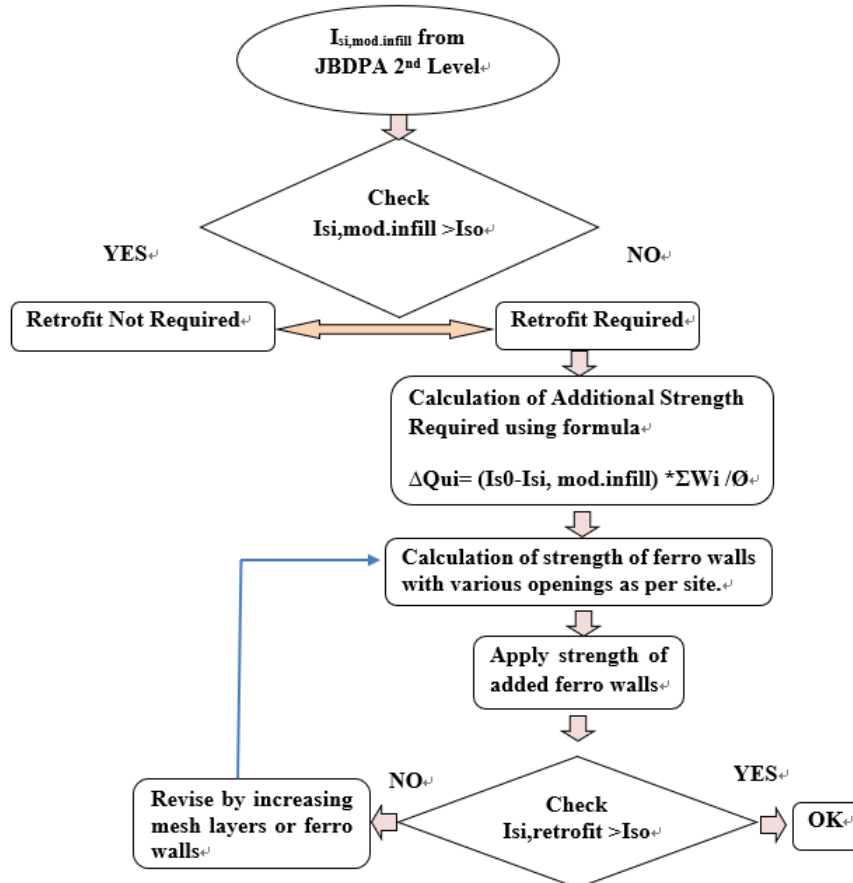 Isi,mod.infill from
JBDPA 2nd Level↵
Check
Isi,mod.infill >Iso↵
YES↵
NO↵
Retrofit Not Required↵
Retrofit Required↵
Calculation of Additional Strength
Required using formula↵
∆Qui= (Is0-Isi, mod.infill) *ΣWi /Ø↵
Calculation of strength of ferro walls
with various openings as per site.↵
Apply strength of
added ferro walls↵
NO↵
YES↵
Revise by increasing
mesh layers or ferro
walls↵
Check
Isi,retrofit >Iso↵
OK↵